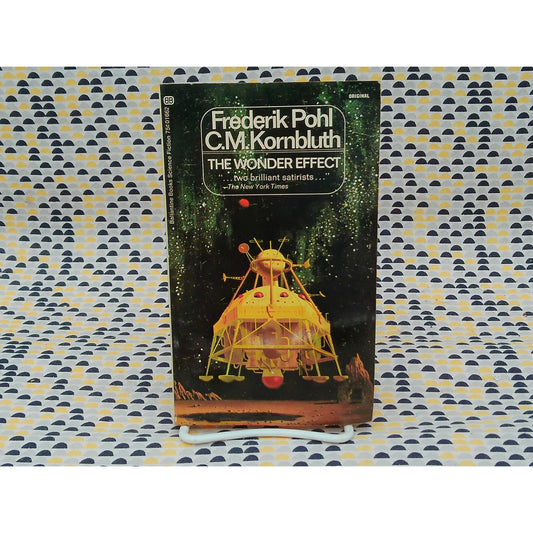 BB
ORIGINAL
Frederik Pohl
C.M. Kornbluth
THE WONDER EFFECT
"...two brilliant satirists..."
—The New York Times
Ballantine Books Science Fiction